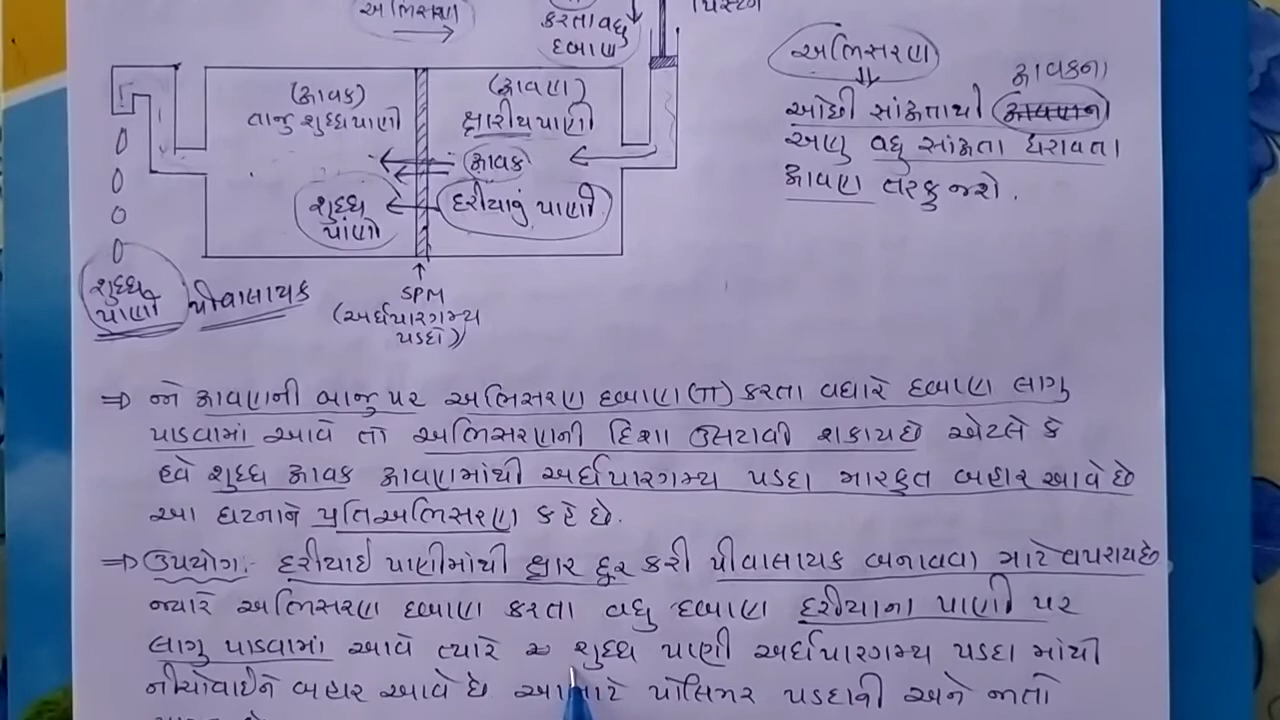 અભિસરણ
કરતા વધુ
દબાણ
પિસ્ટન
અભિસરણ
દ્રાવકના
ઓછી સાંદ્રતાથી
અણુ વધુ સાંદ્રતા ધરાવતા
દ્રાવણ તરફ જશે.
(દ્રાવક)
તાજુ શુદ્ધ પાણી
(દ્રાવણ)
ક્ષારીય પાણી
દ્રાવક
શુદ્ધ
પાણી
દરીયાનું પાણી
શુદ્ધ
પાણી
પીવાલાયક
SPM
(અર્ધપારગમ્ય
પડદો)
⇒ જો દ્રાવણની બાજુ પર અભિસરણ દબાણ(π) કરતા વધારે દબાણ લાગુ
પાડવામાં આવે તો અભિસરણની દિશા ઉલટાવી શકાય છે એટલે કે
હવે શુદ્ધ દ્રાવક દ્રાવણમાંથી અર્ધપારગમ્ય પડદા મારફત બહાર આવે છે
આ ઘટનાને પ્રતિઅભિસરણ કહે છે.
⇒ ઉપયોગ:- દરીયાઈ પાણીમાંથી ક્ષાર દુર કરી પીવાલાયક બનાવવા માટે વપરાય છે
જ્યારે અભિસરણ દબાણ કરતા વધુ દબાણ દરીયાના પાણી પર
લાગુ પાડવામાં આવે ત્યારે શુદ્ધ પાણી અર્ધપારગમ્ય પડદા માંથી
નીચોવાઈને બહાર આવે છે આ માટે પોલિમર પડદાની અને જાતો